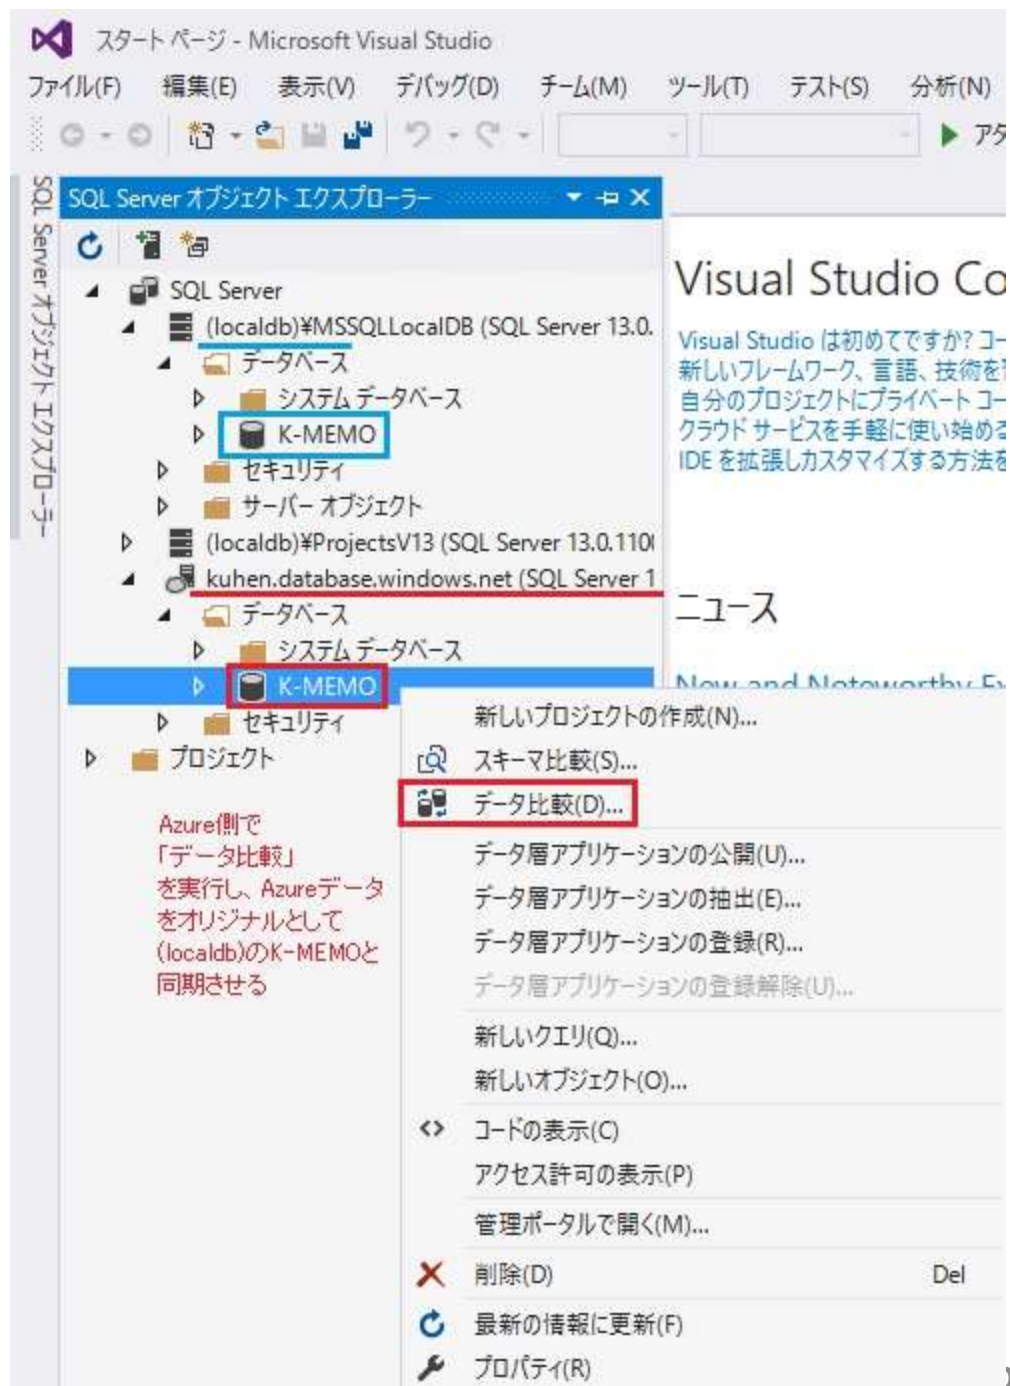 スタート ページ - Microsoft Visual Studio
ファイル(F) 編集(E) 表示(V) デバッグ(D) チーム(M) ツール(T) テスト(S) 分析(N)
アタ
SQL Server オブジェクト エクスプローラー
SQL Server オブジェクト エクスプローラー
SQL Server
(localdb)¥MSSQLLocalDB (SQL Server 13.0.
データベース
システム データベース
K-MEMO
セキュリティ
サーバー オブジェクト
(localdb)¥ProjectsV13 (SQL Server 13.0.1100
kuhen.database.windows.net (SQL Server 1
データベース
システム データベース
K-MEMO
セキュリティ
プロジェクト
Azure側で
「データ比較」
を実行し、Azureデータ
をオリジナルとして
(localdb)のK-MEMOと
同期させる
Visual Studio Co
Visual Studio は初めてですか? コー
新しいフレームワーク、言語、技術を
自分のプロジェクトにプライベート コー
クラウド サービスを手軽に使い始める
IDE を拡張しカスタマイズする方法を
ニュース
New and Noteworthy Ex
新しいプロジェクトの作成(N)...
スキーマ比較(S)...
データ比較(D)...
データ層アプリケーションの公開(U)...
データ層アプリケーションの抽出(E)...
データ層アプリケーションの登録(R)...
データ層アプリケーションの登録解除(U)...
新しいクエリ(Q)...
新しいオブジェクト(O)...
コードの表示(C)
アクセス許可の表示(P)
管理ポータルで開く(M)...
削除(D) Del
最新の情報に更新(F)
プロパティ(R)